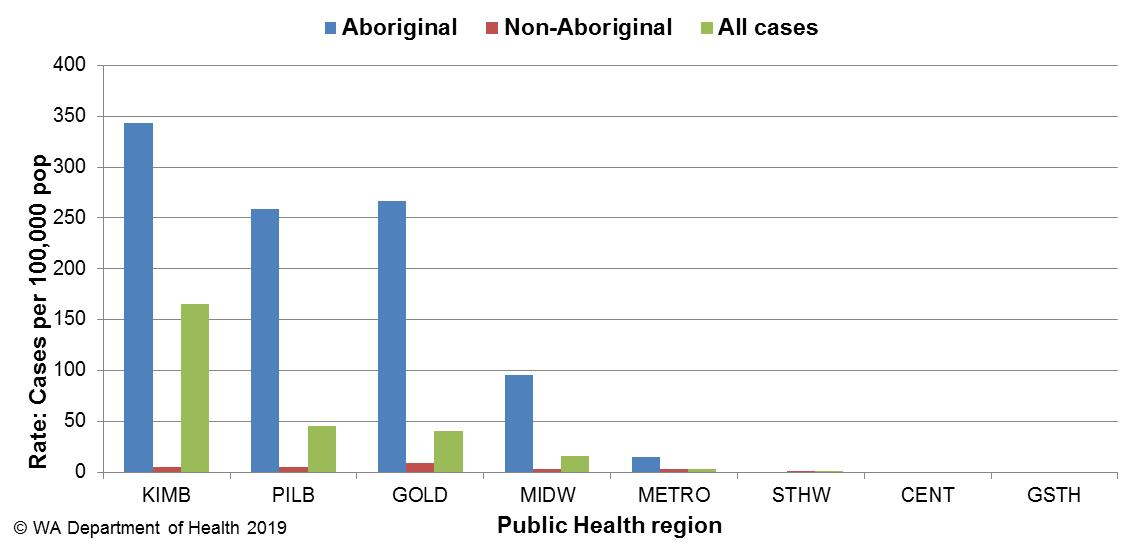 Aboriginal Non-Aboriginal All cases
400
350
300
250
200
150
100
50
0
Rate: Cases per 100,000 pop
KIMB PILB GOLD MIDW METRO STHW CENT GSTH
Public Health region
© WA Department of Health 2019